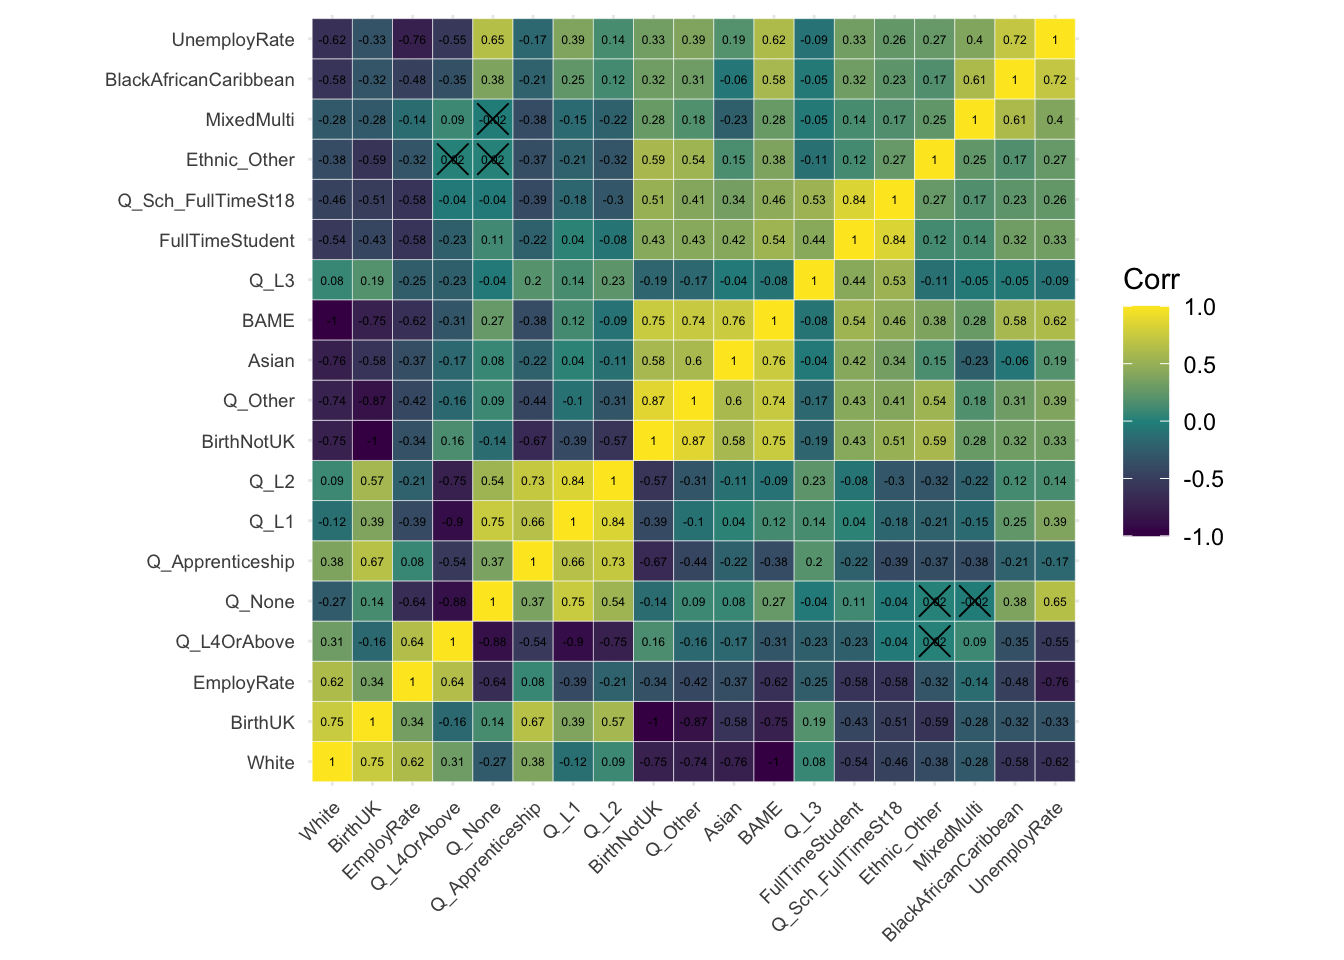 UnemployRate -0.62 -0.33 -0.76 -0.55 0.65 -0.17 0.39 0.14 0.33 0.39 0.19 0.62 -0.09 0.33 0.26 0.27 0.4 0.72 1
BlackAfricanCaribbean -0.58 -0.32 -0.48 -0.35 0.38 -0.21 0.25 0.12 0.32 0.31 -0.06 0.58 -0.05 0.32 0.23 0.17 0.61 1 0.72
MixedMulti -0.28 -0.28 -0.14 0.09 -0.02 -0.38 -0.15 -0.22 0.28 0.18 -0.23 0.28 -0.05 0.14 0.17 0.25 1 0.61 0.4
Ethnic_Other -0.38 -0.59 -0.32 0.02 0.02 -0.37 -0.21 -0.32 0.59 0.54 0.15 0.38 -0.11 0.12 0.27 1 0.25 0.17 0.27
Q_Sch_FullTimeSt18 -0.46 -0.51 -0.58 -0.04 -0.04 -0.39 -0.18 -0.3 0.51 0.41 0.34 0.46 0.53 0.84 1 0.27 0.17 0.23 0.26
FullTimeStudent -0.54 -0.43 -0.58 -0.23 0.11 -0.22 0.04 -0.08 0.43 0.43 0.42 0.54 0.44 1 0.84 0.12 0.14 0.32 0.33
Q_L3 0.08 0.19 -0.25 -0.23 -0.04 0.2 0.14 0.23 -0.19 -0.17 -0.04 -0.08 1 0.44 0.53 -0.11 -0.05 -0.05 -0.09
BAME -1 -0.75 -0.62 -0.31 0.27 -0.38 0.12 -0.09 0.75 0.74 0.76 1 -0.08 0.54 0.46 0.38 0.28 0.58 0.62
Asian -0.76 -0.58 -0.37 -0.17 0.08 -0.22 0.04 -0.11 0.58 0.6 1 0.76 -0.04 0.42 0.34 0.15 -0.23 -0.06 0.19
Q_Other -0.74 -0.87 -0.42 -0.16 0.09 -0.44 -0.1 -0.31 0.87 1 0.6 0.74 -0.17 0.43 0.41 0.54 0.18 0.31 0.39
BirthNotUK -0.75 -1 -0.34 0.16 -0.14 -0.67 -0.39 -0.57 1 0.87 0.58 0.75 -0.19 0.43 0.51 0.59 0.28 0.32 0.33
Q_L2 0.09 0.57 -0.21 -0.75 0.54 0.73 0.84 1 -0.57 -0.31 -0.11 -0.09 0.23 -0.08 -0.3 -0.32 -0.22 0.12 0.14
Q_L1 -0.12 0.39 -0.39 -0.9 0.75 0.66 1 0.84 -0.39 -0.1 0.04 0.12 0.14 0.04 -0.18 -0.21 -0.15 0.25 0.39
Q_Apprenticeship 0.38 0.67 0.08 -0.54 0.37 1 0.66 0.73 -0.67 -0.44 -0.22 -0.38 0.2 -0.22 -0.39 -0.37 -0.38 -0.21 -0.17
Q_None -0.27 0.14 -0.64 -0.88 1 0.37 0.75 0.54 -0.14 0.09 0.08 0.27 -0.04 0.11 -0.04 0.02 -0.02 0.38 0.65
Q_L4OrAbove 0.31 -0.16 0.64 1 -0.88 -0.54 -0.9 -0.75 0.16 -0.16 -0.17 -0.31 -0.23 -0.23 -0.04 0.02 0.09 -0.35 -0.55
EmployRate 0.62 0.34 1 0.64 -0.64 0.08 -0.39 -0.21 -0.34 -0.42 -0.37 -0.62 -0.25 -0.58 -0.58 -0.32 -0.14 -0.48 -0.76
BirthUK 0.75 1 0.34 -0.16 0.14 0.67 0.39 0.57 -1 -0.87 -0.58 -0.75 0.19 -0.43 -0.51 -0.59 -0.28 -0.32 -0.33
White 1 0.75 0.62 0.31 -0.27 0.38 -0.12 0.09 -0.75 -0.74 -0.76 -1 0.08 -0.54 -0.46 -0.38 -0.28 -0.58 -0.62
White
BirthUK
EmployRate
Q_L4OrAbove
Q_None
Q_Apprenticeship
Q_L1
Q_L2
BirthNotUK
Q_Other
Asian
BAME
Q_L3
FullTimeStudent
Q_Sch_FullTimeSt18
Ethnic_Other
MixedMulti
BlackAfricanCaribbean
UnemployRate
Corr
1.0
0.5
0.0
-0.5
-1.0